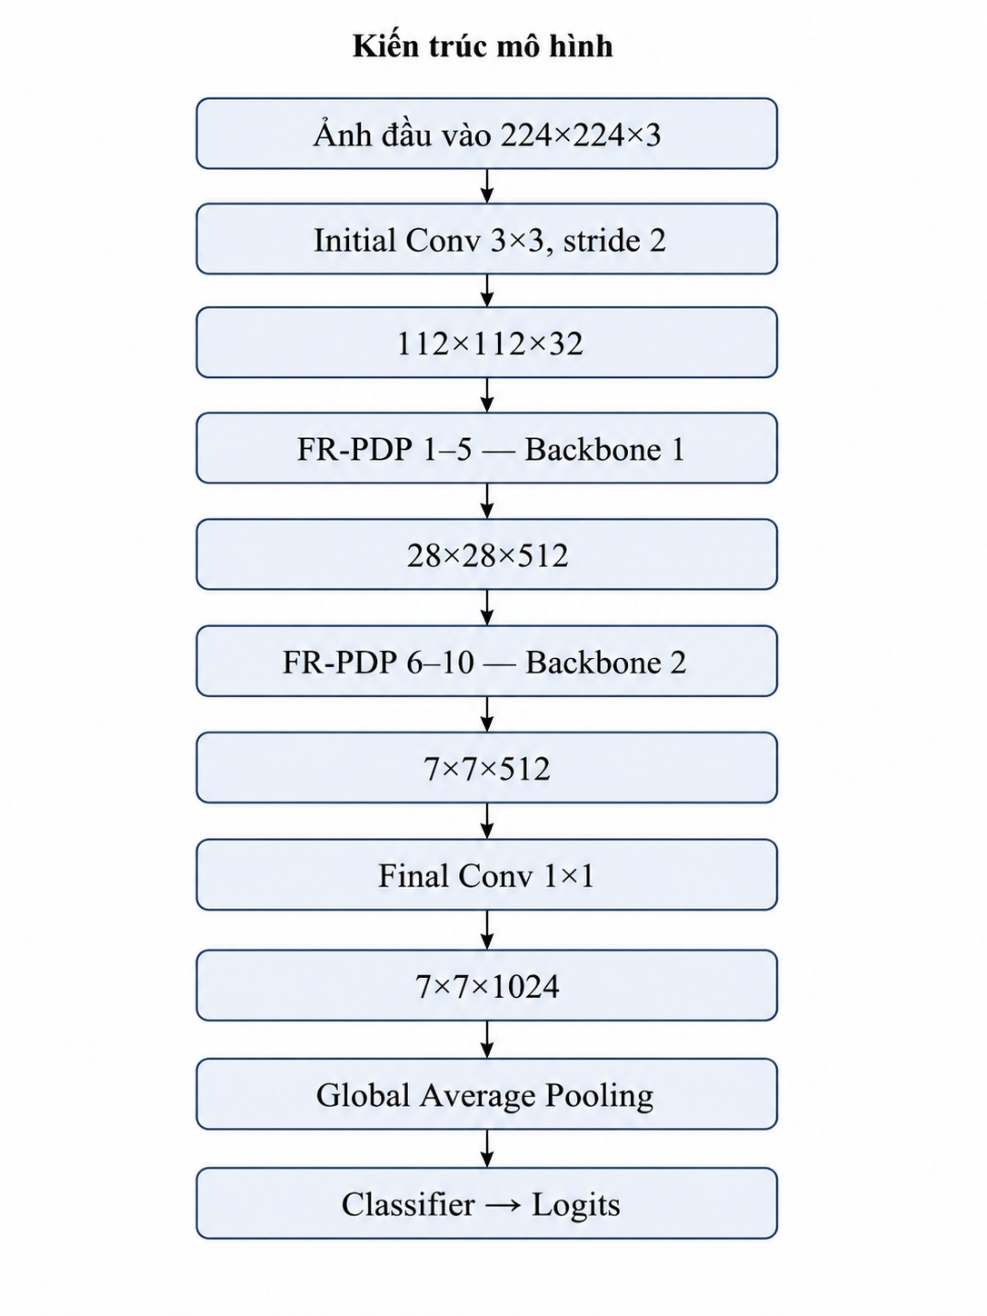 Kiến trúc mô hình
Ảnh đầu vào 224×224×3
Initial Conv 3×3, stride 2
112×112×32
FR-PDP 1–5 — Backbone 1
28×28×512
FR-PDP 6–10 — Backbone 2
7×7×512
Final Conv 1×1
7×7×1024
Global Average Pooling
Classifier → Logits